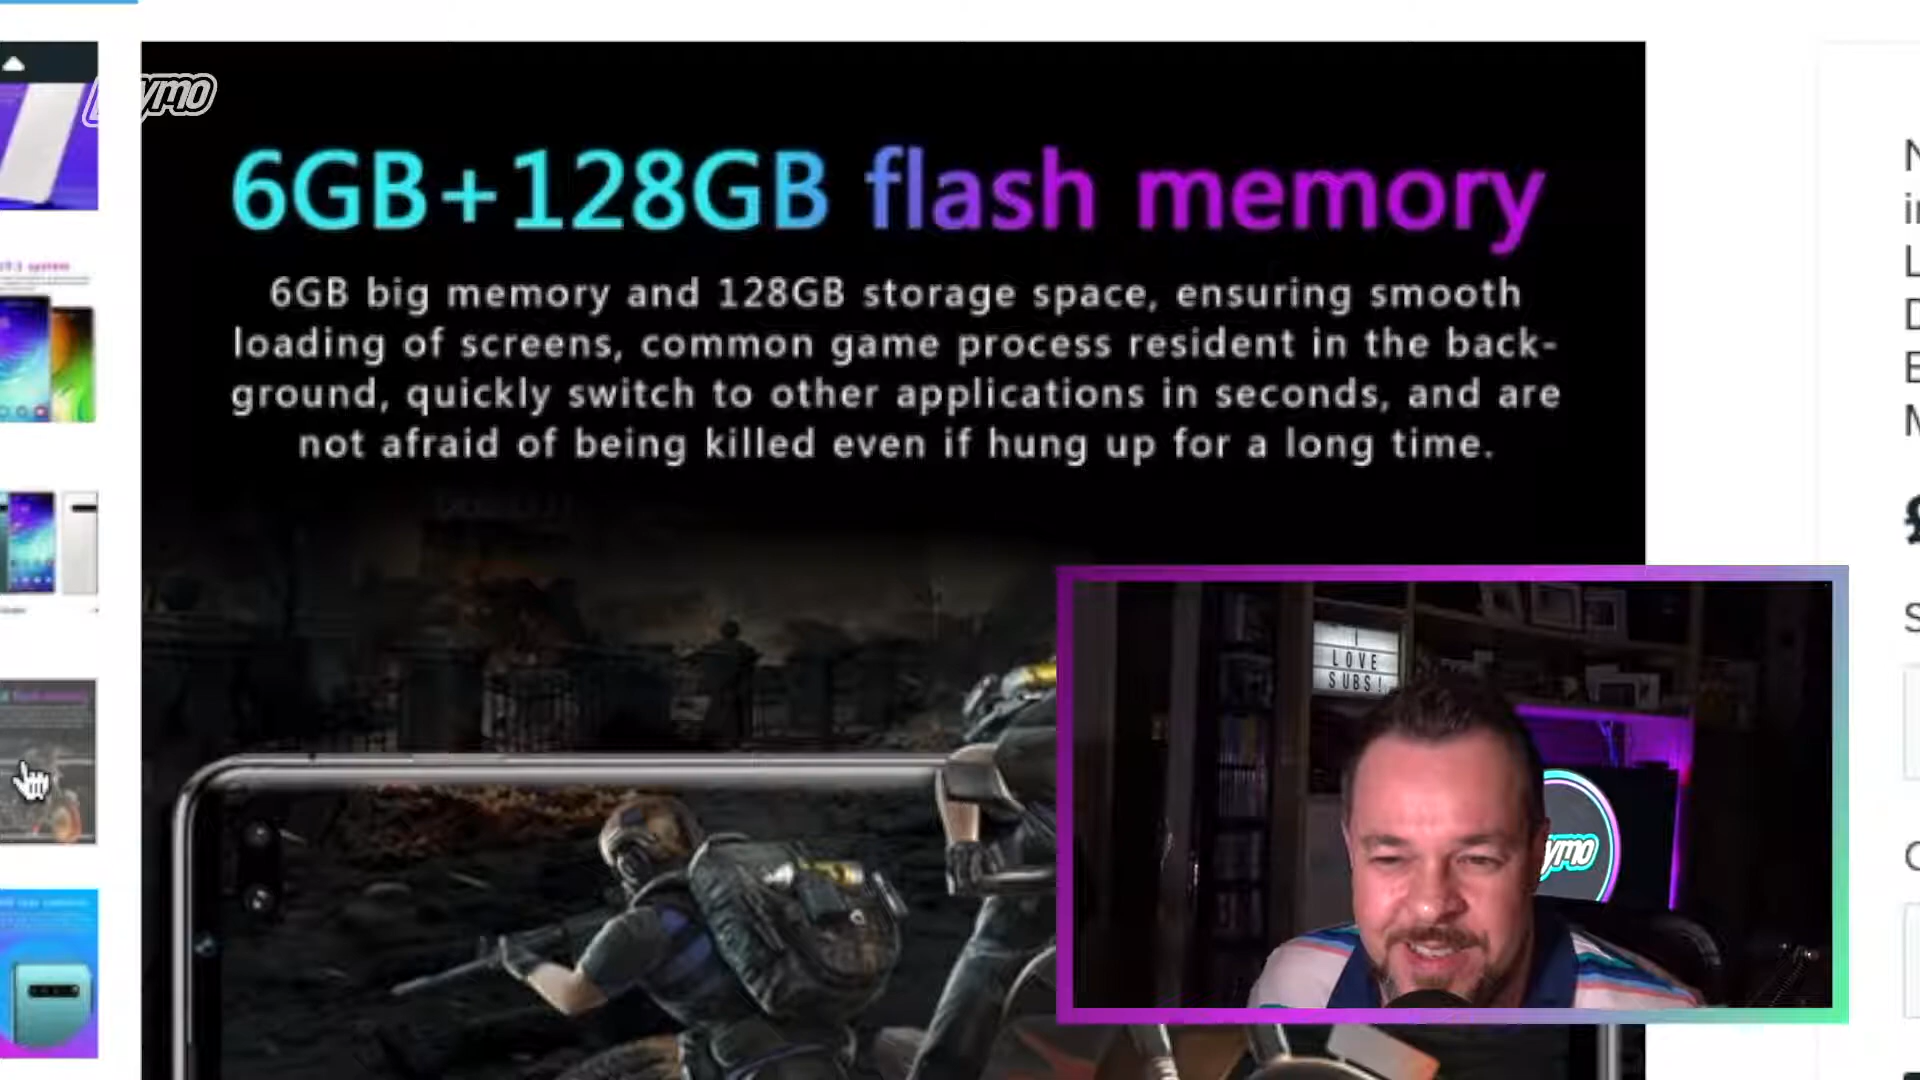 6GB+128GB flash memory
6GB big memory and 128GB storage space, ensuring smooth
loading of screens, common game process resident in the back-
ground, quickly switch to other applications in seconds, and are
not afraid of being killed even if hung up for a long time.
I
LOVE
SUBS!